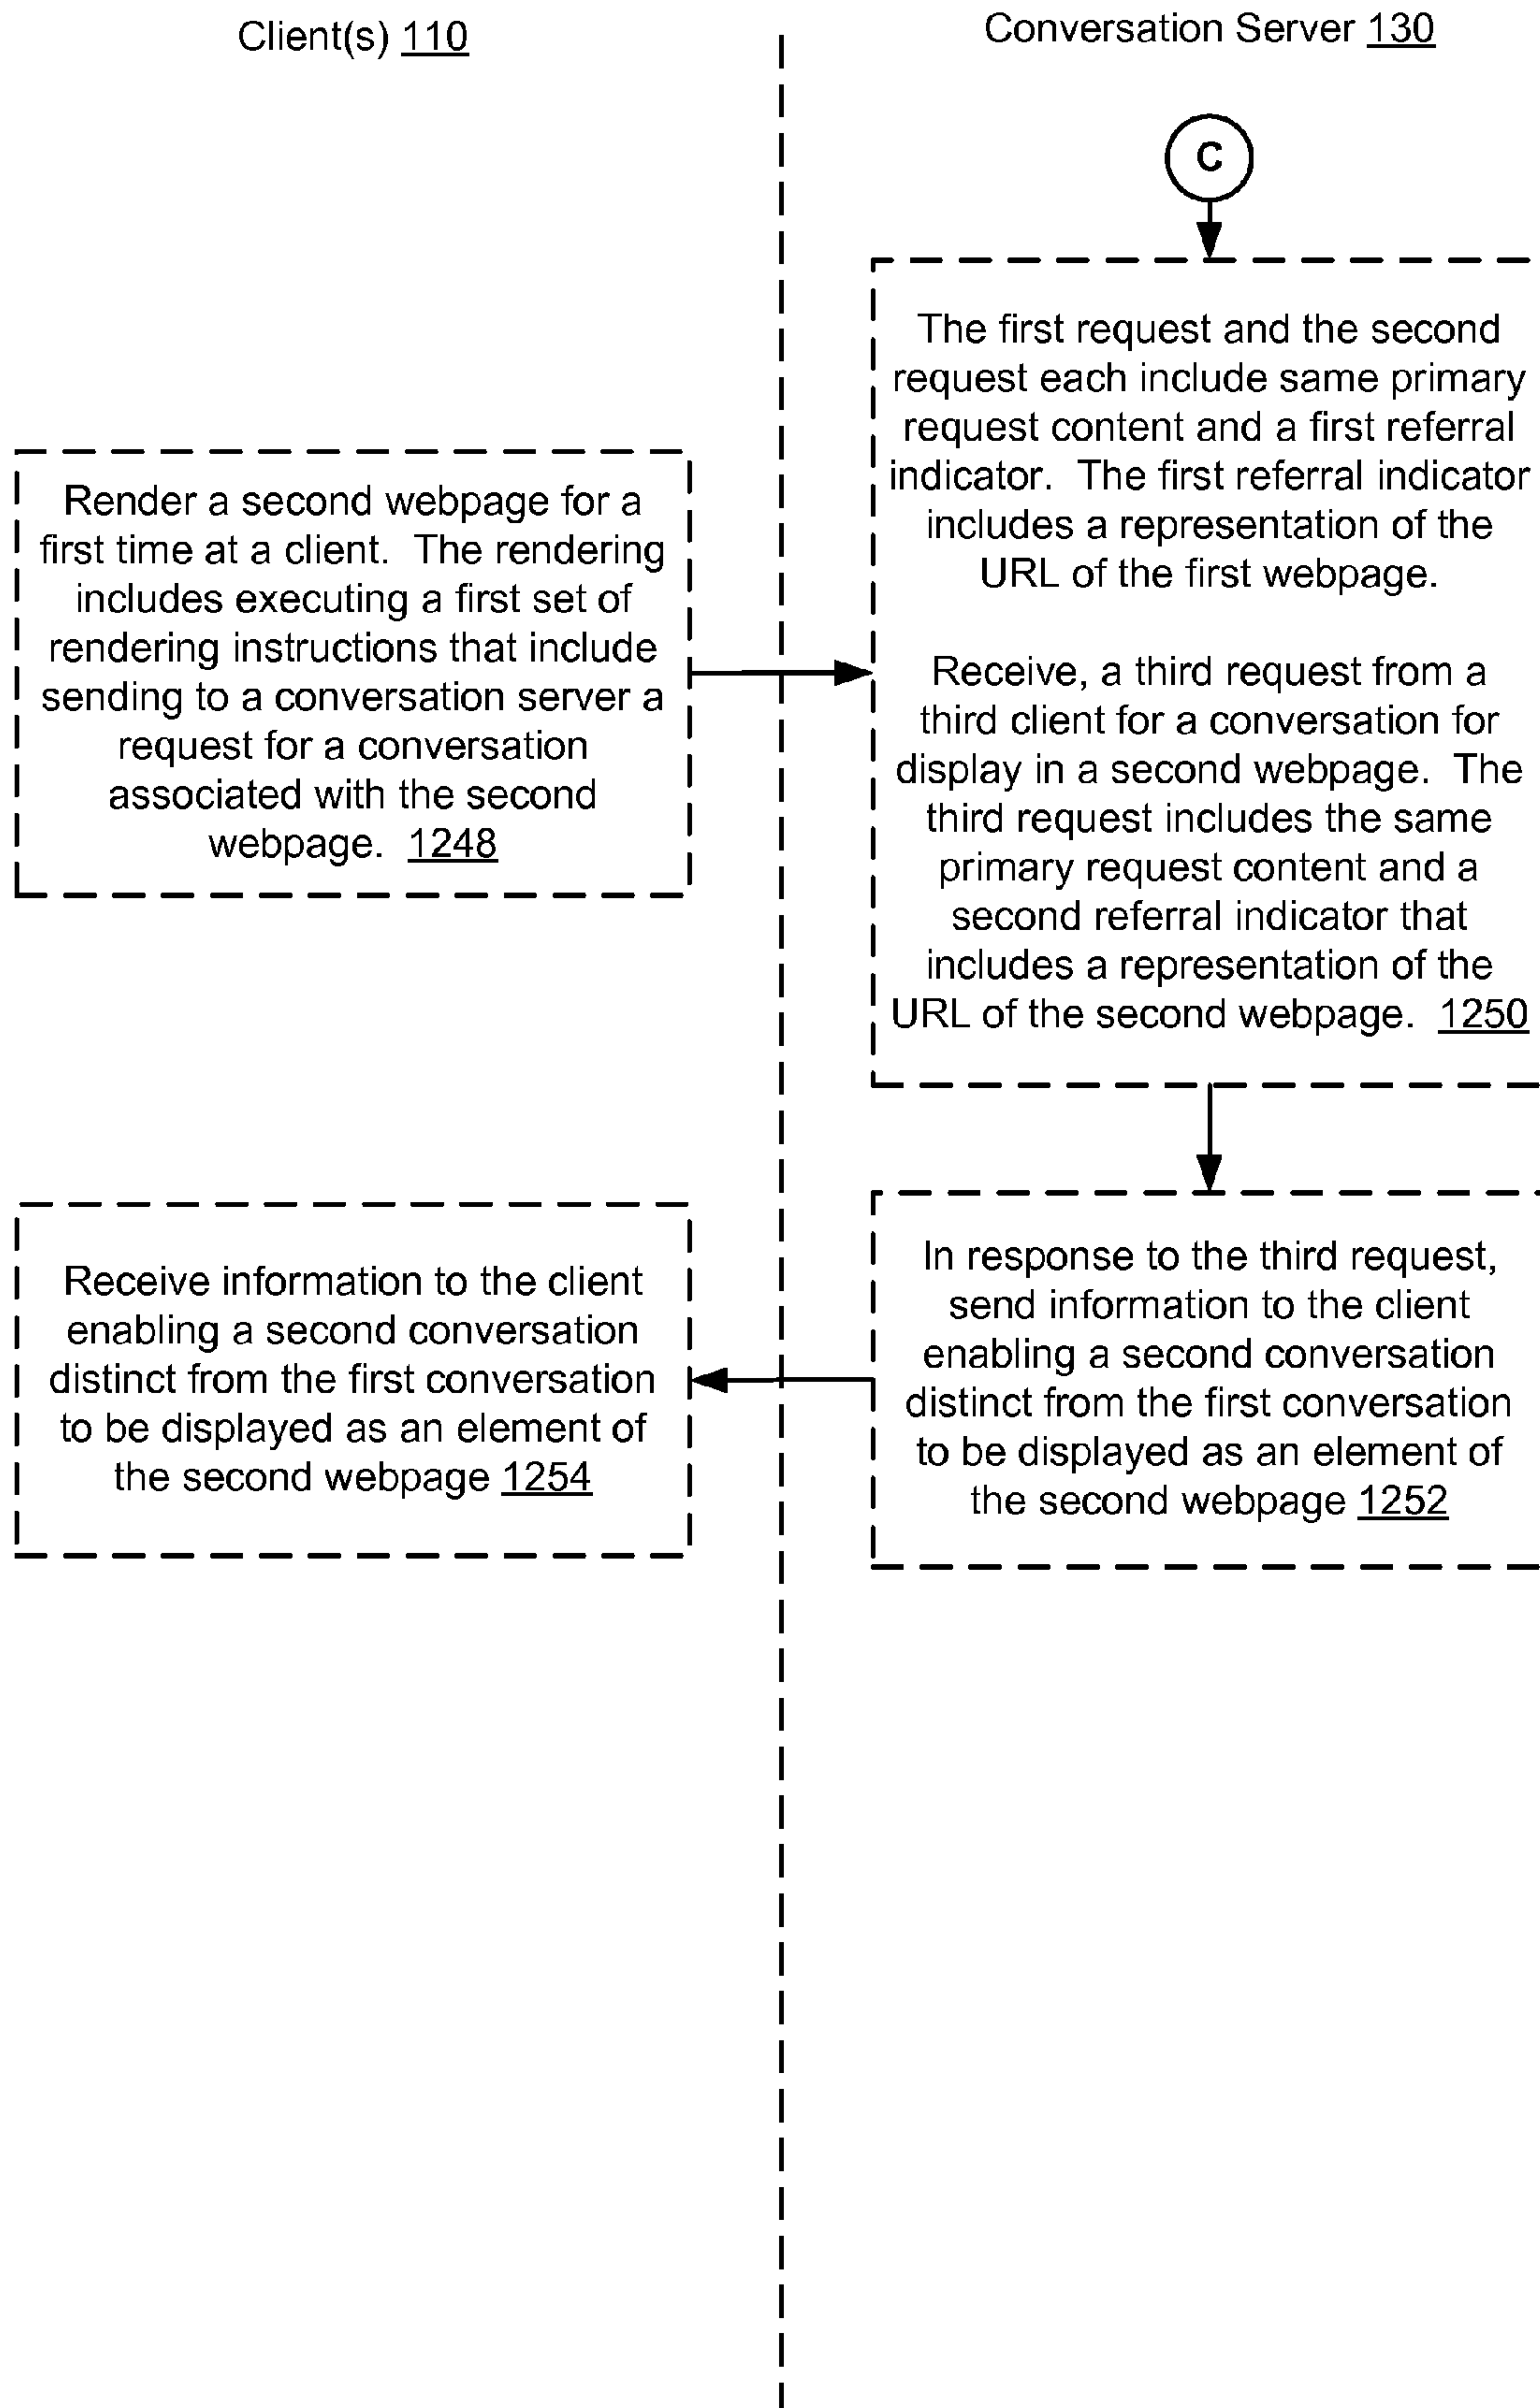 Client(s) 110
Conversation Server 130
C
The first request and the second
request each include same primary
request content and a first referral
indicator. The first referral indicator
includes a representation of the
URL of the first webpage.
Receive, a third request from a
third client for a conversation for
display in a second webpage. The
third request includes the same
primary request content and a
second referral indicator that
includes a representation of the
URL of the second webpage. 1250
Render a second webpage for a
first time at a client. The rendering
includes executing a first set of
rendering instructions that include
sending to a conversation server a
request for a conversation
associated with the second
webpage. 1248
In response to the third request,
send information to the client
enabling a second conversation
distinct from the first conversation
to be displayed as an element of
the second webpage 1252
Receive information to the client
enabling a second conversation
distinct from the first conversation
to be displayed as an element of
the second webpage 1254